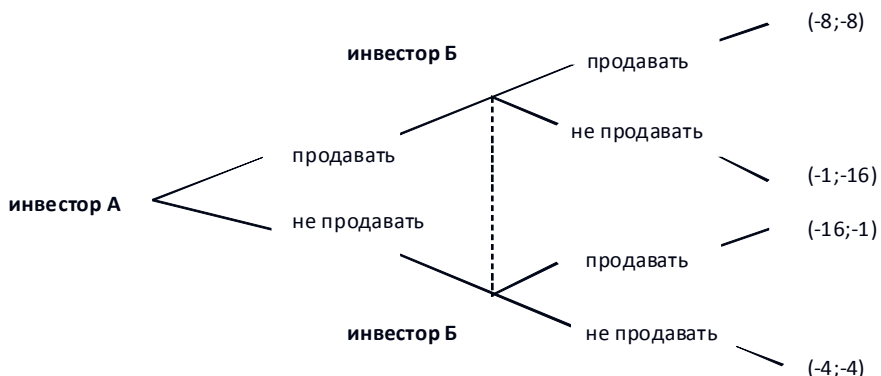 (-8;-8)
инвестор Б
продавать
не продавать
продавать
(-1;-16)
инвестор А
не продавать
(-16;-1)
продавать
инвестор Б
не продавать
(-4;-4)